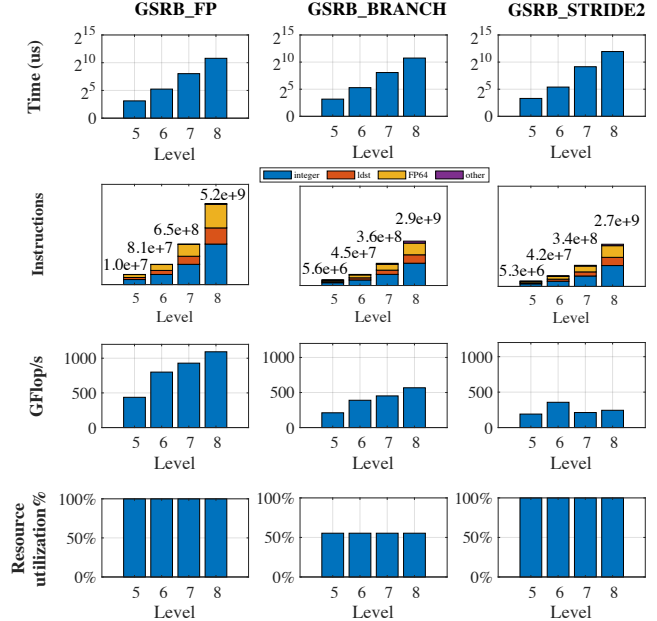 GSRB_FP GSRB_BRANCH GSRB_STRIDE2
Time (us)
2^15 2^15 2^15
2^10 2^10 2^10
2^5 2^5 2^5
0 0 0
5 6 7 8 5 6 7 8 5 6 7 8
Level Level Level
integer ldst FP64 other
Instructions
1.0e+7 8.1e+7 6.5e+8 5.2e+9
5.6e+6 4.5e+7 3.6e+8 2.9e+9
5.3e+6 4.2e+7 3.4e+8 2.7e+9
5 6 7 8 5 6 7 8 5 6 7 8
Level Level Level
GFlop/s
1000 1000 1000
500 500 500
0 0 0
5 6 7 8 5 6 7 8 5 6 7 8
Level Level Level
Resource
utilization%
100% 100% 100%
50% 50% 50%
0% 0% 0%
5 6 7 8 5 6 7 8 5 6 7 8
Level Level Level